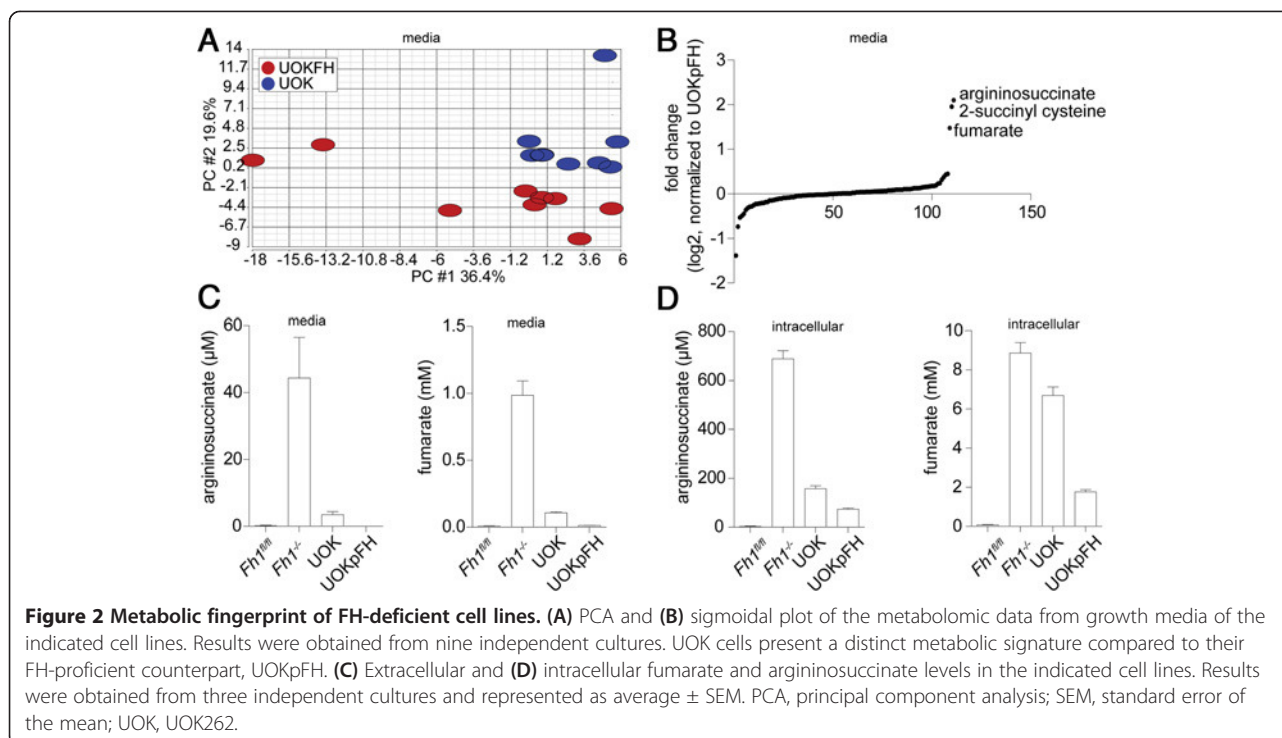 A
media
UOKFH
UOK
PC #2 19.6%
14
11.7
9.4
7.1
4.8
2.5
0.2
-2.1
-4.4
-6.7
-9
-18 -15.6 -13.2 -10.8 -8.4 -6 -3.6 -1.2 1.2 3.6 6
PC #1 36.4%
B
media
fold change
(log2, normalized to UOKpFH)
3
2
1
0
-1
-2
50 100 150
argininosuccinate
2-succinyl cysteine
fumarate
C
media
argininosuccinate (µM)
60
40
20
0
Fh1fl/fl Fh1-/- UOK UOKpFH
media
fumarate (mM)
1.5
1.0
0.5
0.0
Fh1fl/fl Fh1-/- UOK UOKpFH
D
intracellular
argininosuccinate (µM)
800
600
400
200
0
Fh1fl/fl Fh1-/- UOK UOKpFH
intracellular
fumarate (mM)
10
8
6
4
2
0
Fh1fl/fl Fh1-/- UOK UOKpFH
Figure 2 Metabolic fingerprint of FH-deficient cell lines. (A) PCA and (B) sigmoidal plot of the metabolomic data from growth media of the
indicated cell lines. Results were obtained from nine independent cultures. UOK cells present a distinct metabolic signature compared to their
FH-proficient counterpart, UOKpFH. (C) Extracellular and (D) intracellular fumarate and argininosuccinate levels in the indicated cell lines. Results
were obtained from three independent cultures and represented as average ± SEM. PCA, principal component analysis; SEM, standard error of
the mean; UOK, UOK262.